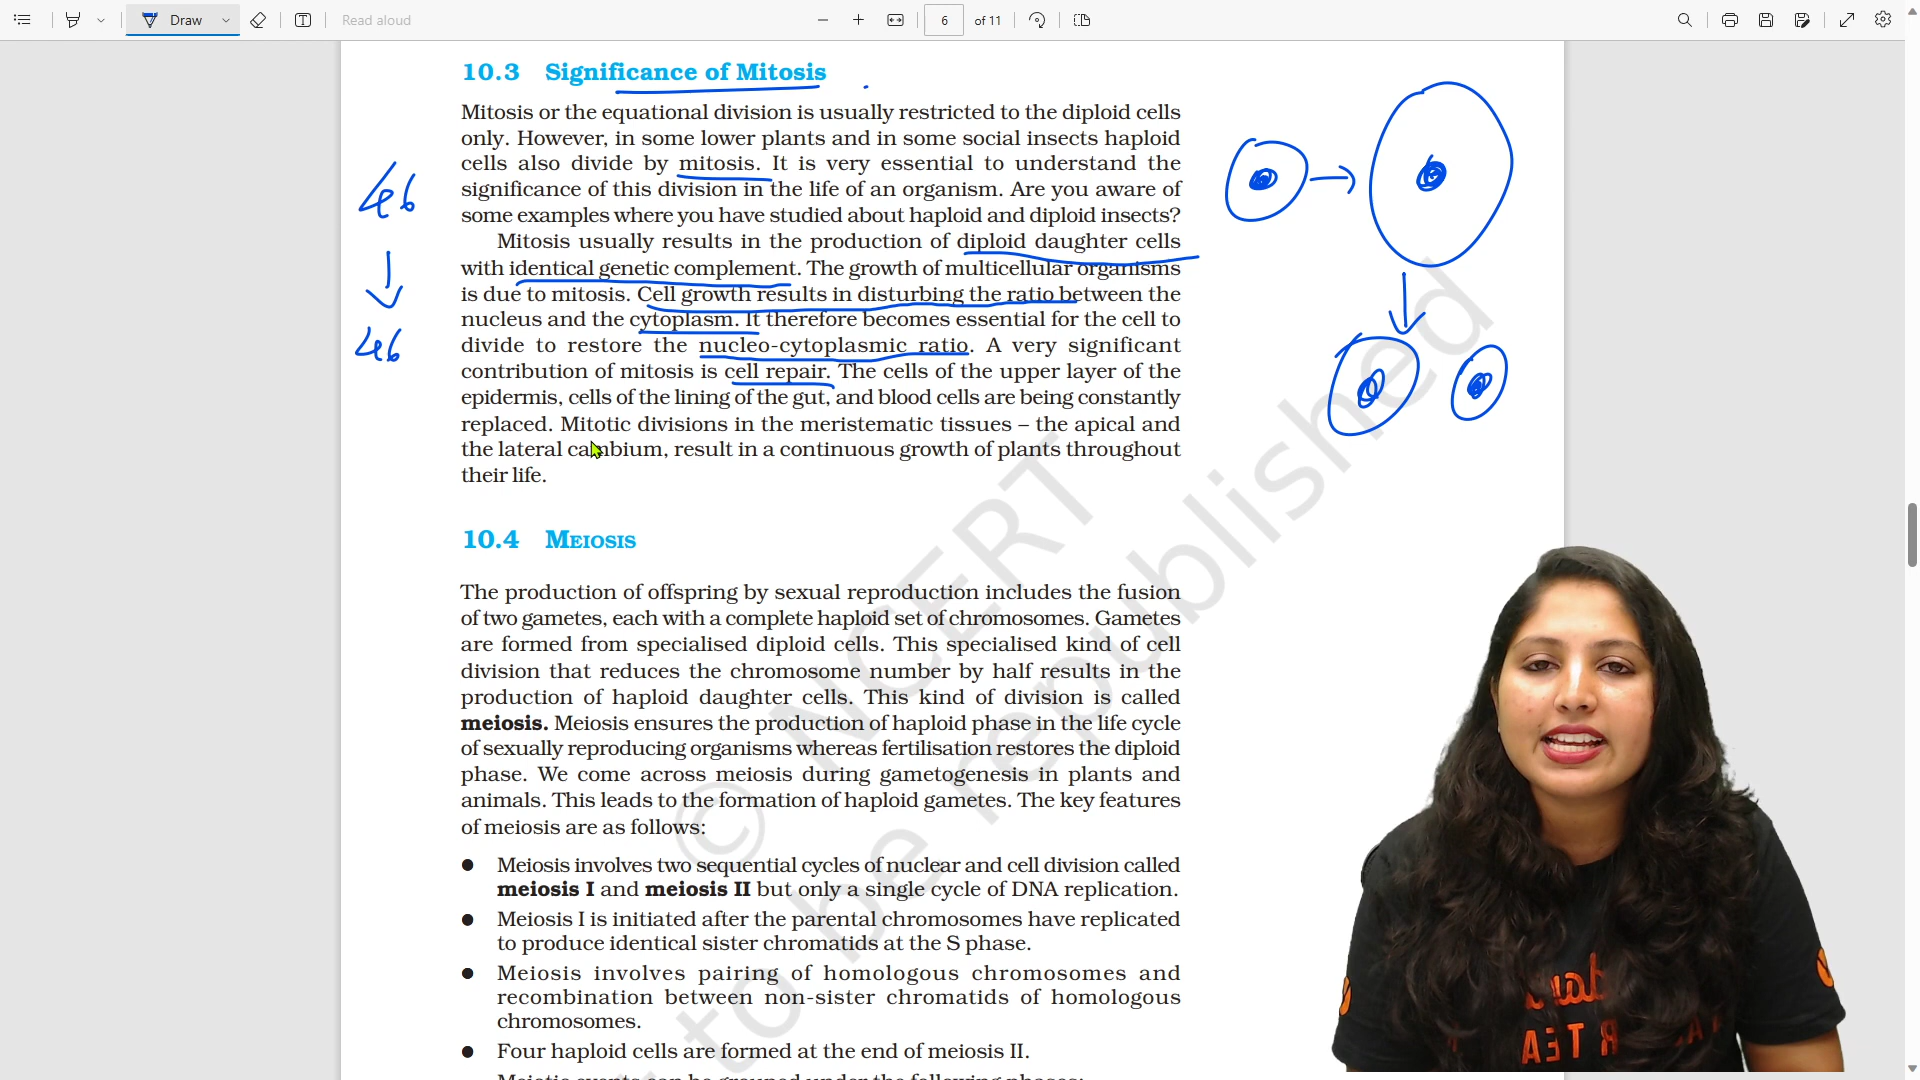 Draw
Read aloud
6
of 11
10.3 Significance of Mitosis
Mitosis or the equational division is usually restricted to the diploid cells
only. However, in some lower plants and in some social insects haploid
cells also divide by mitosis. It is very essential to understand the
significance of this division in the life of an organism. Are you aware of
some examples where you have studied about haploid and diploid insects?
Mitosis usually results in the production of diploid daughter cells
with identical genetic complement. The growth of multicellular organisms
is due to mitosis. Cell growth results in disturbing the ratio between the
nucleus and the cytoplasm. It therefore becomes essential for the cell to
divide to restore the nucleo-cytoplasmic ratio. A very significant
contribution of mitosis is cell repair. The cells of the upper layer of the
epidermis, cells of the lining of the gut, and blood cells are being constantly
replaced. Mitotic divisions in the meristematic tissues – the apical and
the lateral cambium, result in a continuous growth of plants throughout
their life.
46
46
10.4 MEIOSIS
The production of offspring by sexual reproduction includes the fusion
of two gametes, each with a complete haploid set of chromosomes. Gametes
are formed from specialised diploid cells. This specialised kind of cell
division that reduces the chromosome number by half results in the
production of haploid daughter cells. This kind of division is called
meiosis. Meiosis ensures the production of haploid phase in the life cycle
of sexually reproducing organisms whereas fertilisation restores the diploid
phase. We come across meiosis during gametogenesis in plants and
animals. This leads to the formation of haploid gametes. The key features
of meiosis are as follows:
● Meiosis involves two sequential cycles of nuclear and cell division called
meiosis I and meiosis II but only a single cycle of DNA replication.
● Meiosis I is initiated after the parental chromosomes have replicated
to produce identical sister chromatids at the S phase.
● Meiosis involves pairing of homologous chromosomes and
recombination between non-sister chromatids of homologous
chromosomes.
● Four haploid cells are formed at the end of meiosis II.
Meiotic events can be grouped under the following phases:
© NCERT
to be republished